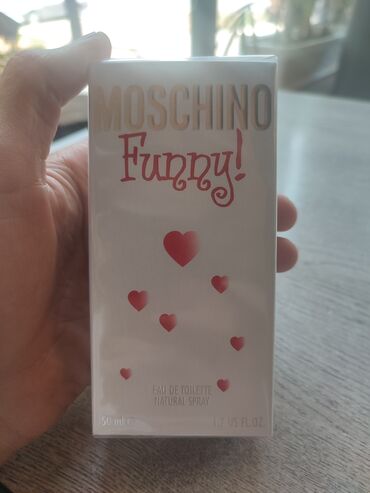 MOSCHINO
Funny!
EAU DE TOILETTE
NATURAL SPRAY
50 ml e 1.7 US FL.OZ.